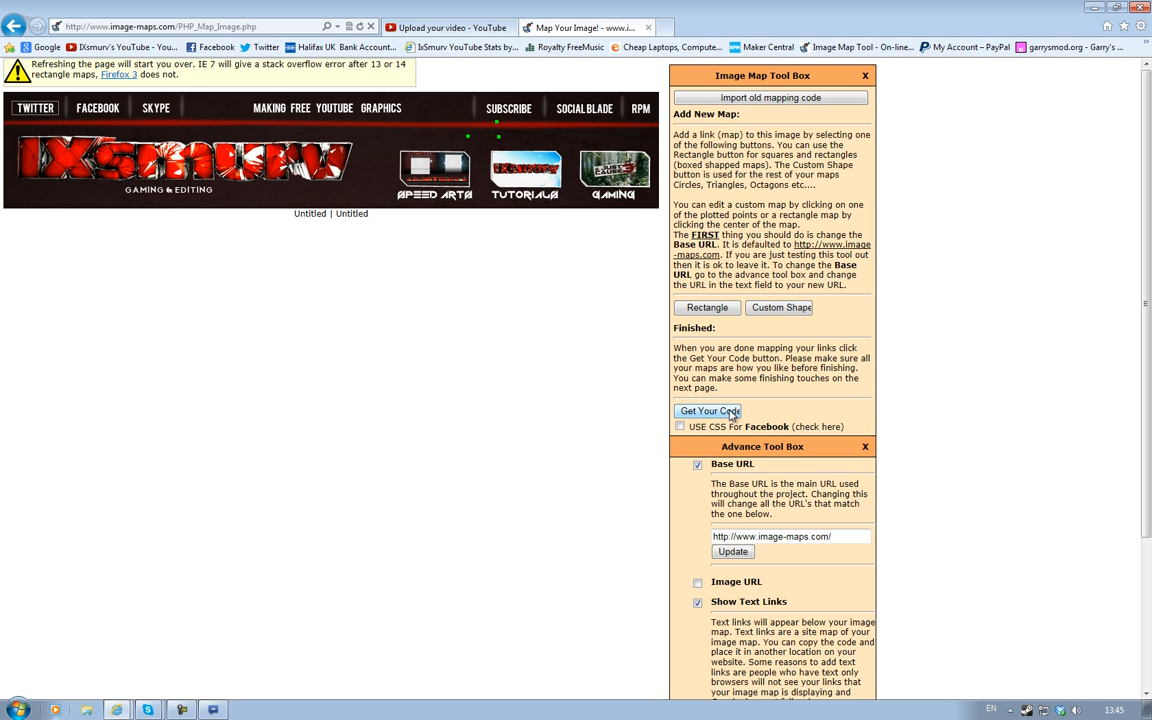 http://www.image-maps.com/PHP_Map_Image.php
Upload your video - YouTube
Map Your Image! - www.i...
Google
IXsmurv's YouTube - You...
Facebook
Twitter
Halifax UK Bank Account...
IxSmurv YouTube Stats by...
Royalty FreeMusic
Cheap Laptops, Compute...
Maker Central
Image Map Tool - On-line...
My Account – PayPal
garrysmod.org - Garry's ...
Refreshing the page will start you over. IE 7 will give a stack overflow error after 13 or 14
rectangle maps, Firefox 3 does not.
TWITTER FACEBOOK SKYPE MAKING FREE YOUTUBE GRAPHICS SUBSCRIBE SOCIALBLADE RPM
IXsmurv
GAMING & EDITING
SPEED ARTS TUTORIALS GAMING
Untitled | Untitled
Image Map Tool Box X
Import old mapping code
Add New Map:
Add a link (map) to this image by selecting one
of the following buttons. You can use the
Rectangle button for squares and rectangles
(boxed shapped maps). The Custom Shape
button is used for the rest of your maps
Circles, Triangles, Octagons etc....
You can edit a custom map by clicking on one
of the plotted points or a rectangle map by
clicking the center of the map.
The FIRST thing you should do is change the
Base URL. It is defaulted to http://www.image
-maps.com. If you are just testing this tool out
then it is ok to leave it. To change the Base
URL go to the advance tool box and change
the URL in the text field to your new URL.
Rectangle Custom Shape
Finished:
When you are done mapping your links click
the Get Your Code button. Please make sure all
your maps are how you like before finishing.
You can make some finishing touches on the
next page.
Get Your Code
USE CSS For Facebook (check here)
Advance Tool Box X
Base URL
The Base URL is the main URL used
throughout the project. Changing this
will change all the URL's that match
the one below.
http://www.image-maps.com/
Update
Image URL
Show Text Links
Text links will appear below your image
map. Text links are a site map of your
image map. You can copy the code and
place it in another location on your
website. Some reasons to add text
links are people who have text only
browsers will not see your links that
your image map is displaying and
EN
13:45